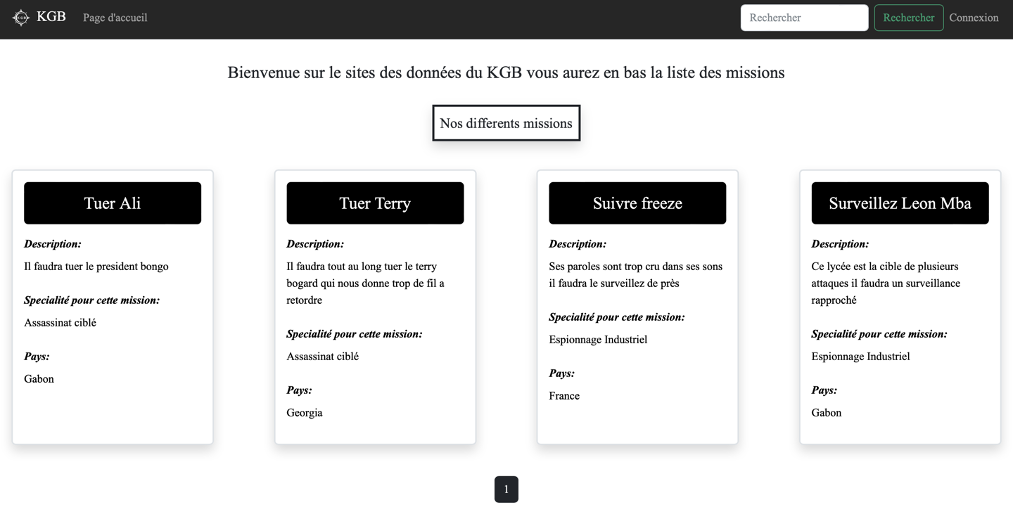 KGB Page d'accueil Rechercher Rechercher Connexion
Bienvenue sur le sites des données du KGB vous aurez en bas la liste des missions
Nos differents missions
Tuer Ali
Description:
Il faudra tuer le president bongo
Specialité pour cette mission:
Assassinat ciblé
Pays:
Gabon
Tuer Terry
Description:
Il faudra tout au long tuer le terry
bogard qui nous donne trop de fil a
retordre
Specialité pour cette mission:
Assassinat ciblé
Pays:
Georgia
Suivre freeze
Description:
Ses paroles sont trop cru dans ses sons
il faudra le surveillez de près
Specialité pour cette mission:
Espionnage Industriel
Pays:
France
Surveillez Leon Mba
Description:
Ce lycée est la cible de plusieurs
attaques il faudra un surveillance
rapproché
Specialité pour cette mission:
Espionnage Industriel
Pays:
Gabon
1